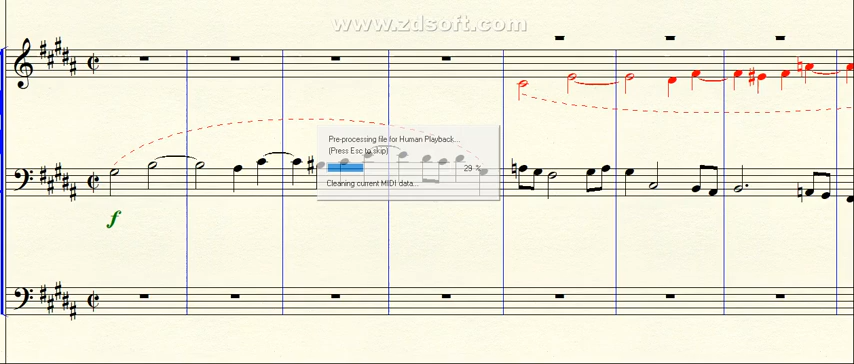 www.zdsoft.com
Pre-processing file for Human Playback...
(Press Esc to skip)
29 %
Cleaning current MIDI data...
f